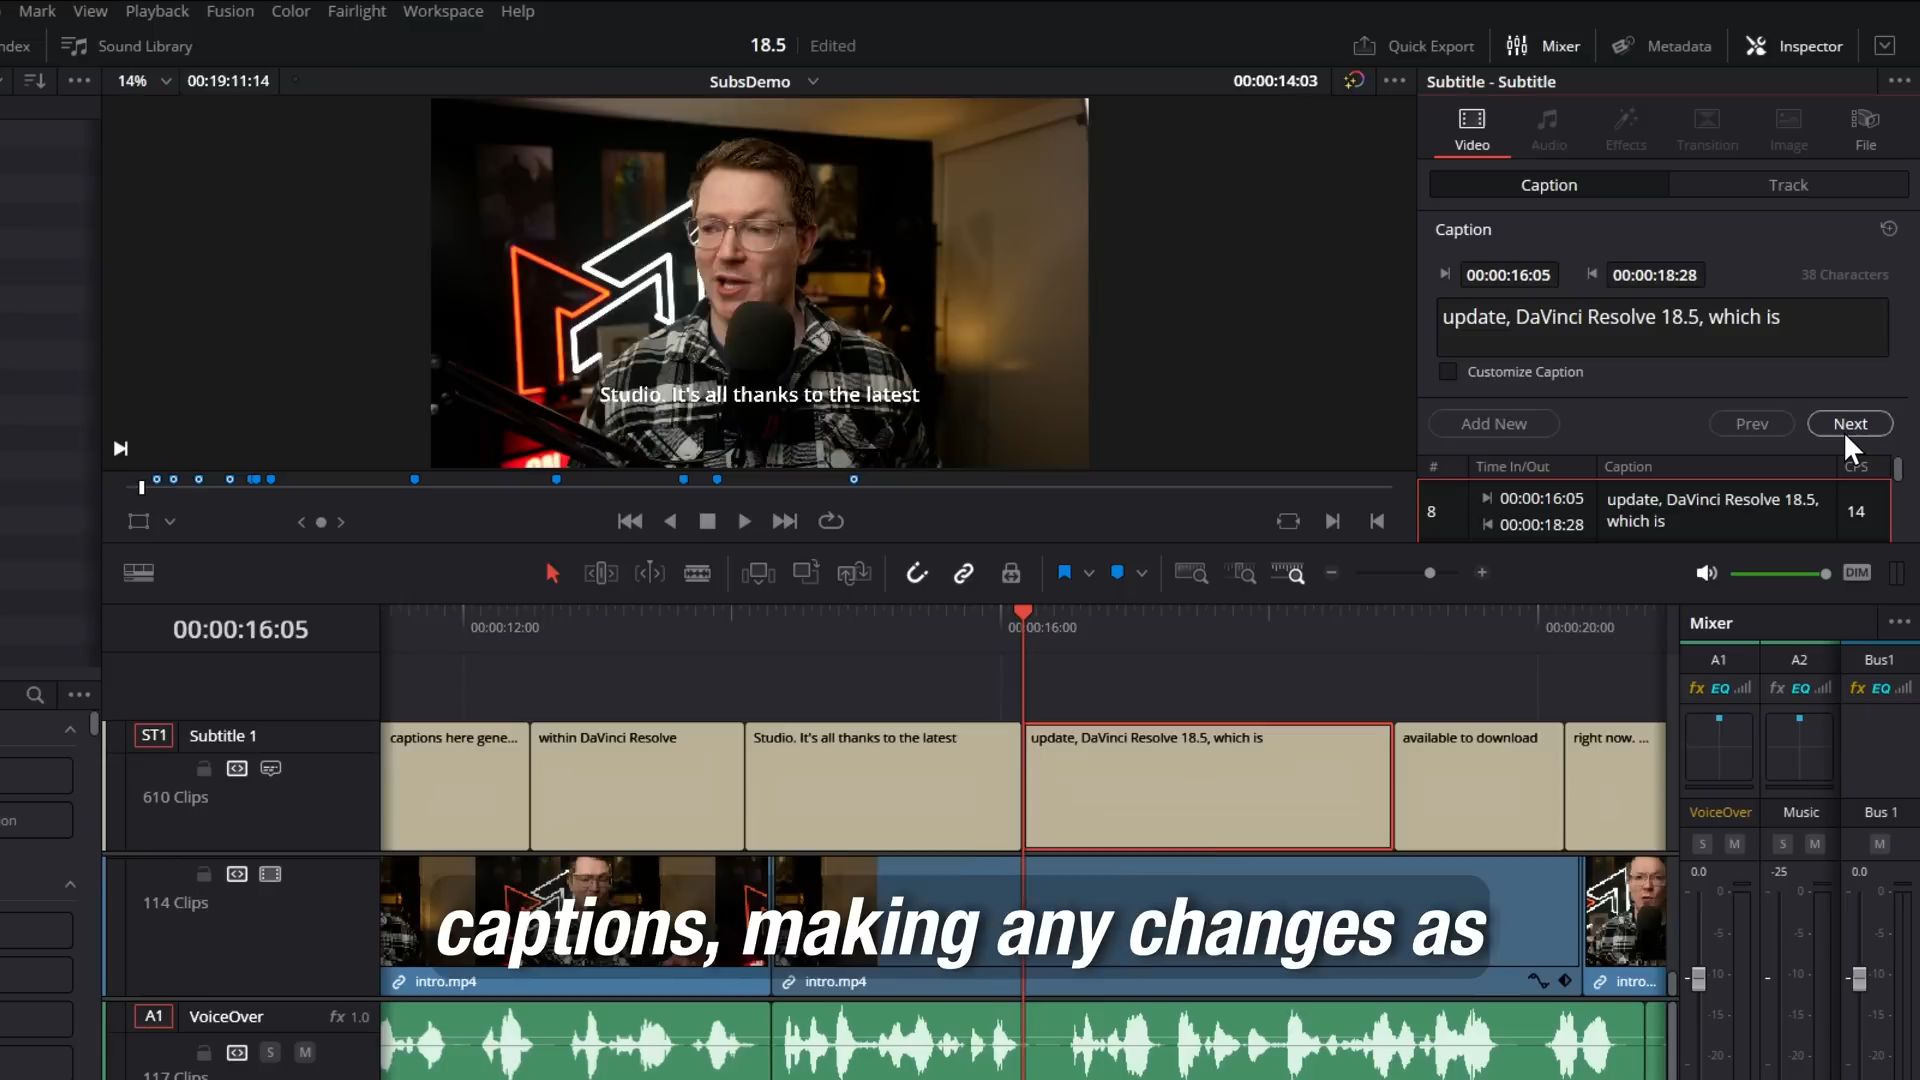 Mark View Playback Fusion Color Fairlight Workspace Help
ndex Sound Library 18.5 Edited Quick Export Mixer Metadata Inspector
14% 00:19:11:14 SubsDemo 00:00:14:03 Subtitle - Subtitle
Video Audio Effects Transition Image File
Caption Track
Caption
00:00:16:05 00:00:18:28 38 Characters
update, DaVinci Resolve 18.5, which is
Customize Caption
Studio. It's all thanks to the latest
Add New Prev Next
# Time In/Out Caption CPS
8 00:00:16:05 update, DaVinci Resolve 18.5, 14
00:00:18:28 which is
DIM
00:00:16:05 00:00:12:00 00:00:16:00 00:00:20:00
Mixer
A1 A2 Bus1
fx EQ fx EQ fx EQ
ST1 Subtitle 1
610 Clips
captions here gene... within DaVinci Resolve Studio. It's all thanks to the latest update, DaVinci Resolve 18.5, which is available to download right now. ...
on
VoiceOver Music Bus 1
S M S M M
0.0 -25 0.0
0 0 0
-5 -5 -5
-10 -10 -10
-15 -15 -15
-20 -20 -20
114 Clips
captions, making any changes as
intro.mp4 intro.mp4 intro...
A1 VoiceOver fx 1.0
S M
117 Clips